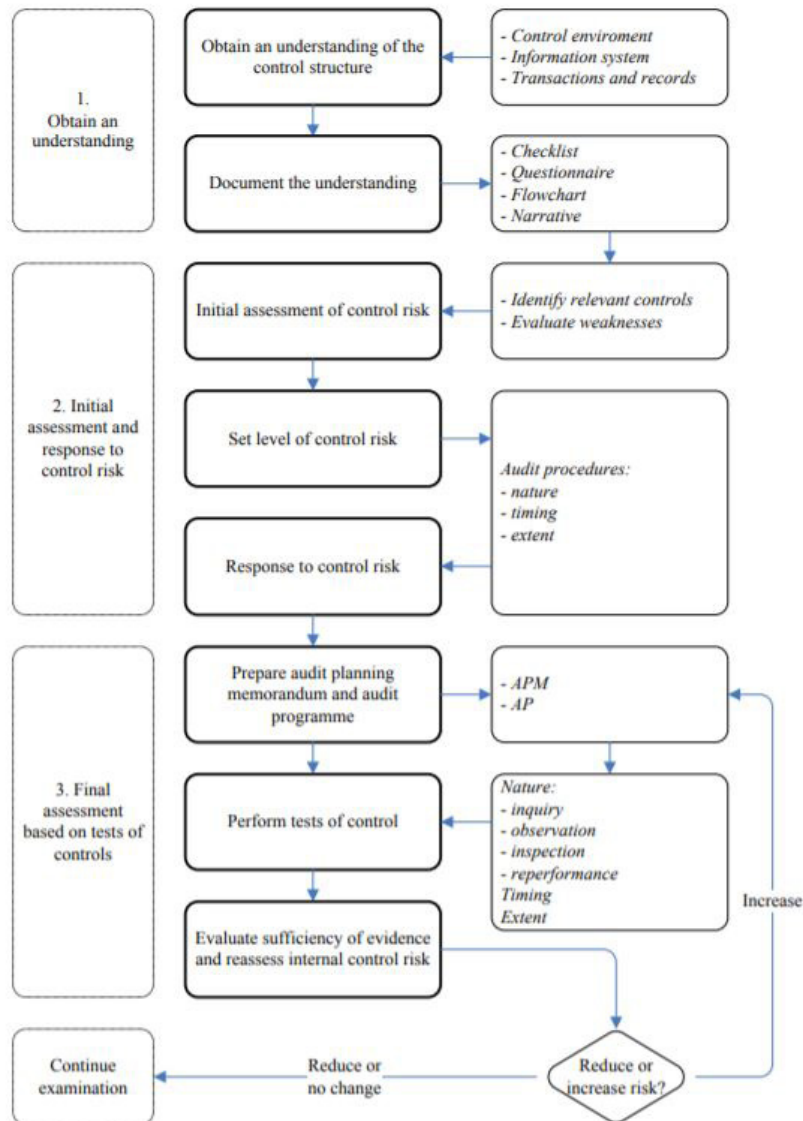 1.
Obtain an
understanding
Obtain an understanding of the
control structure
- Control enviroment
- Information system
- Transactions and records
Document the understanding
- Checklist
- Questionnaire
- Flowchart
- Narrative
2. Initial
assessment and
response to
control risk
Initial assessment of control risk
- Identify relevant controls
- Evaluate weaknesses
Set level of control risk
Audit procedures:
- nature
- timing
- extent
Response to control risk
3. Final
assessment
based on tests of
controls
Prepare audit planning
memorandum and audit
programme
- APM
- AP
Perform tests of control
Nature:
- inquiry
- observation
- inspection
- reperformance
Timing
Extent
Increase
Evaluate sufficiency of evidence
and reassess internal control risk
Continue
examination
Reduce or
no change
Reduce or
increase risk?